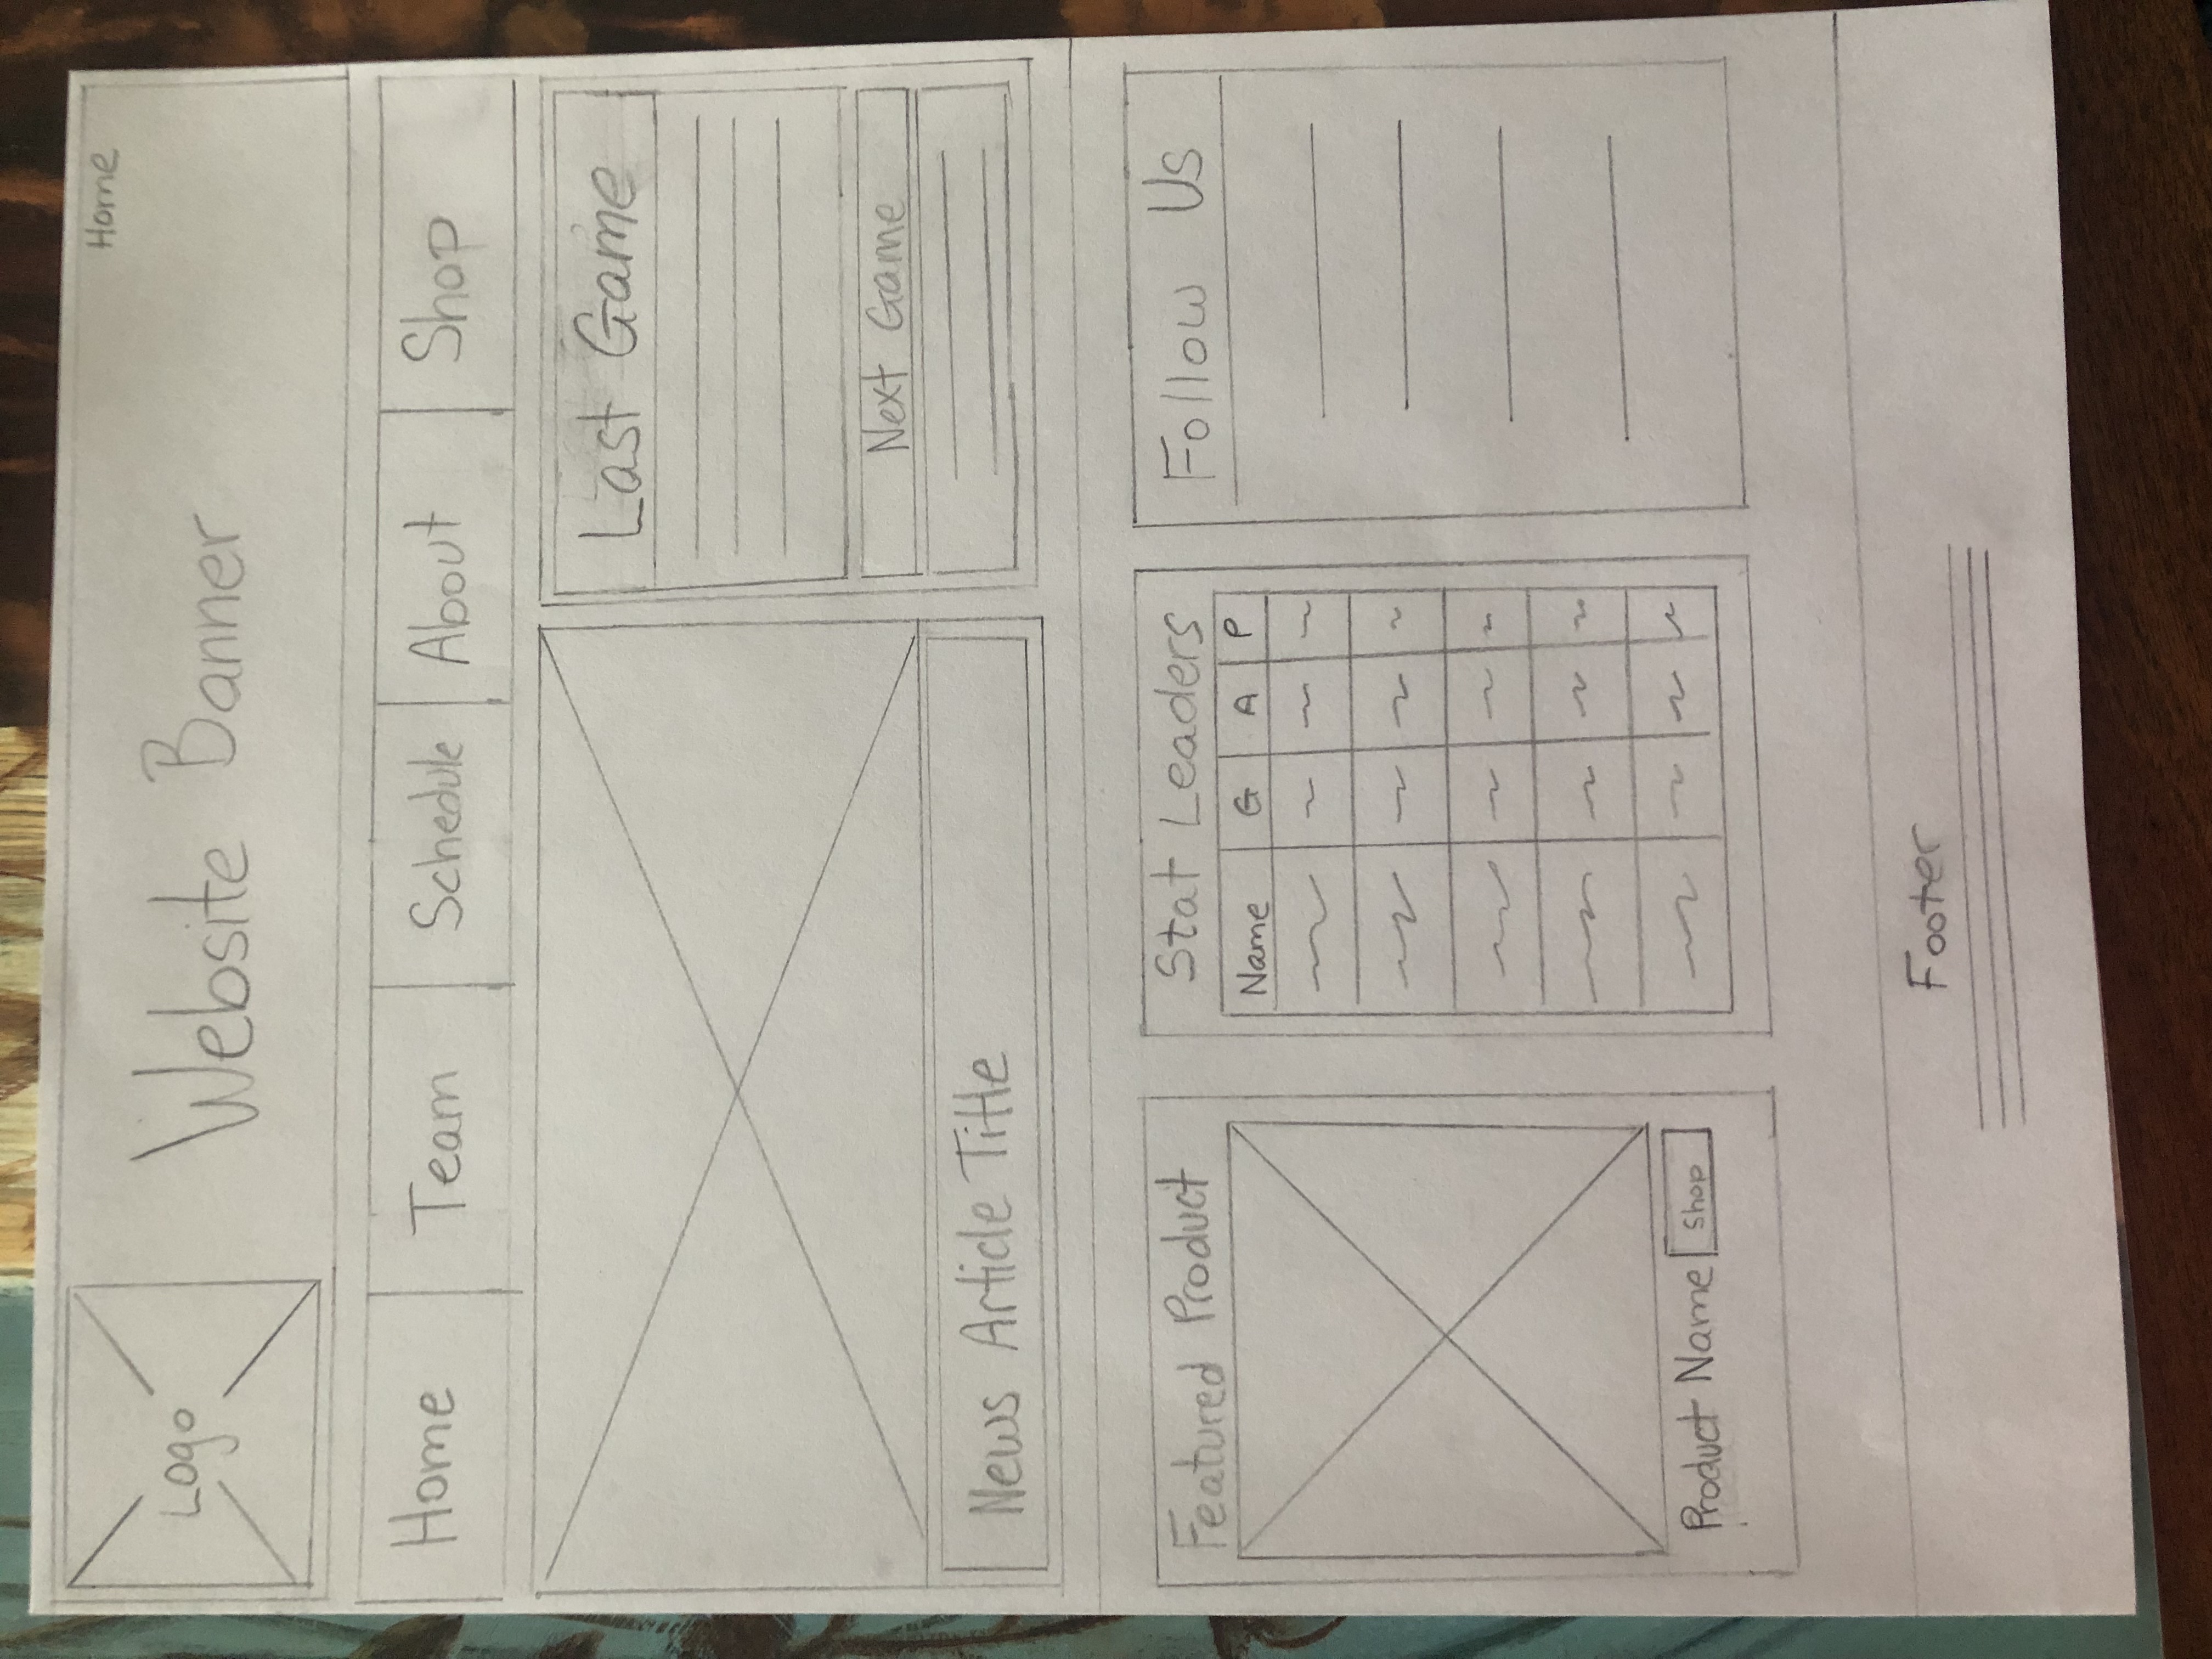 Home
Logo
Website Banner
Home Team Schedule About Shop
Last Game
Next Game
News Article Title
Featured Product
Product Name Shop
Stat Leaders
Name G A P
Follow Us
Footer